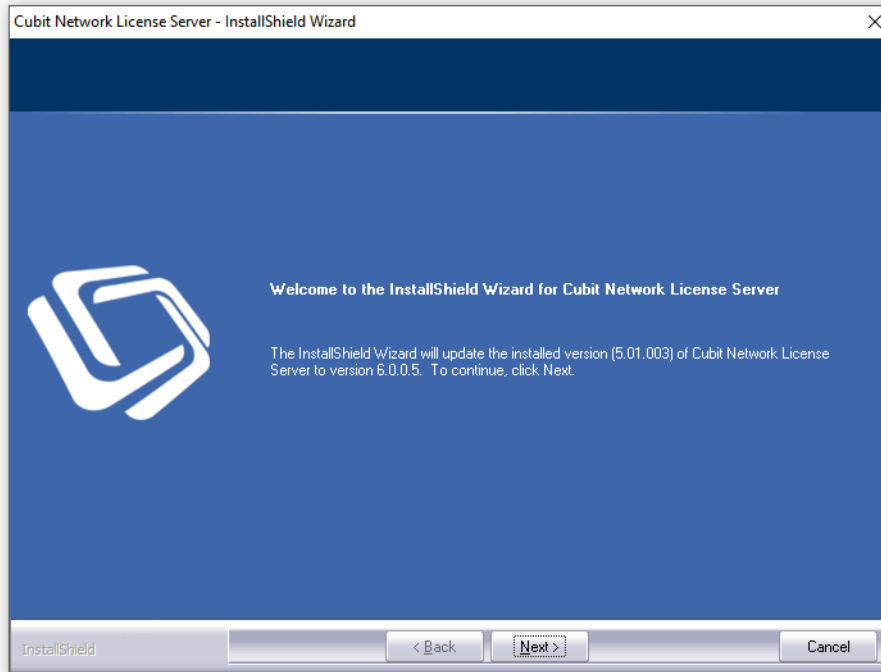 Cubit Network License Server - InstallShield Wizard
Welcome to the InstallShield Wizard for Cubit Network License Server
The InstallShield Wizard will update the installed version (5.01.003) of Cubit Network License
Server to version 6.0.0.5.  To continue, click Next.
InstallShield
< Back
Next >
Cancel